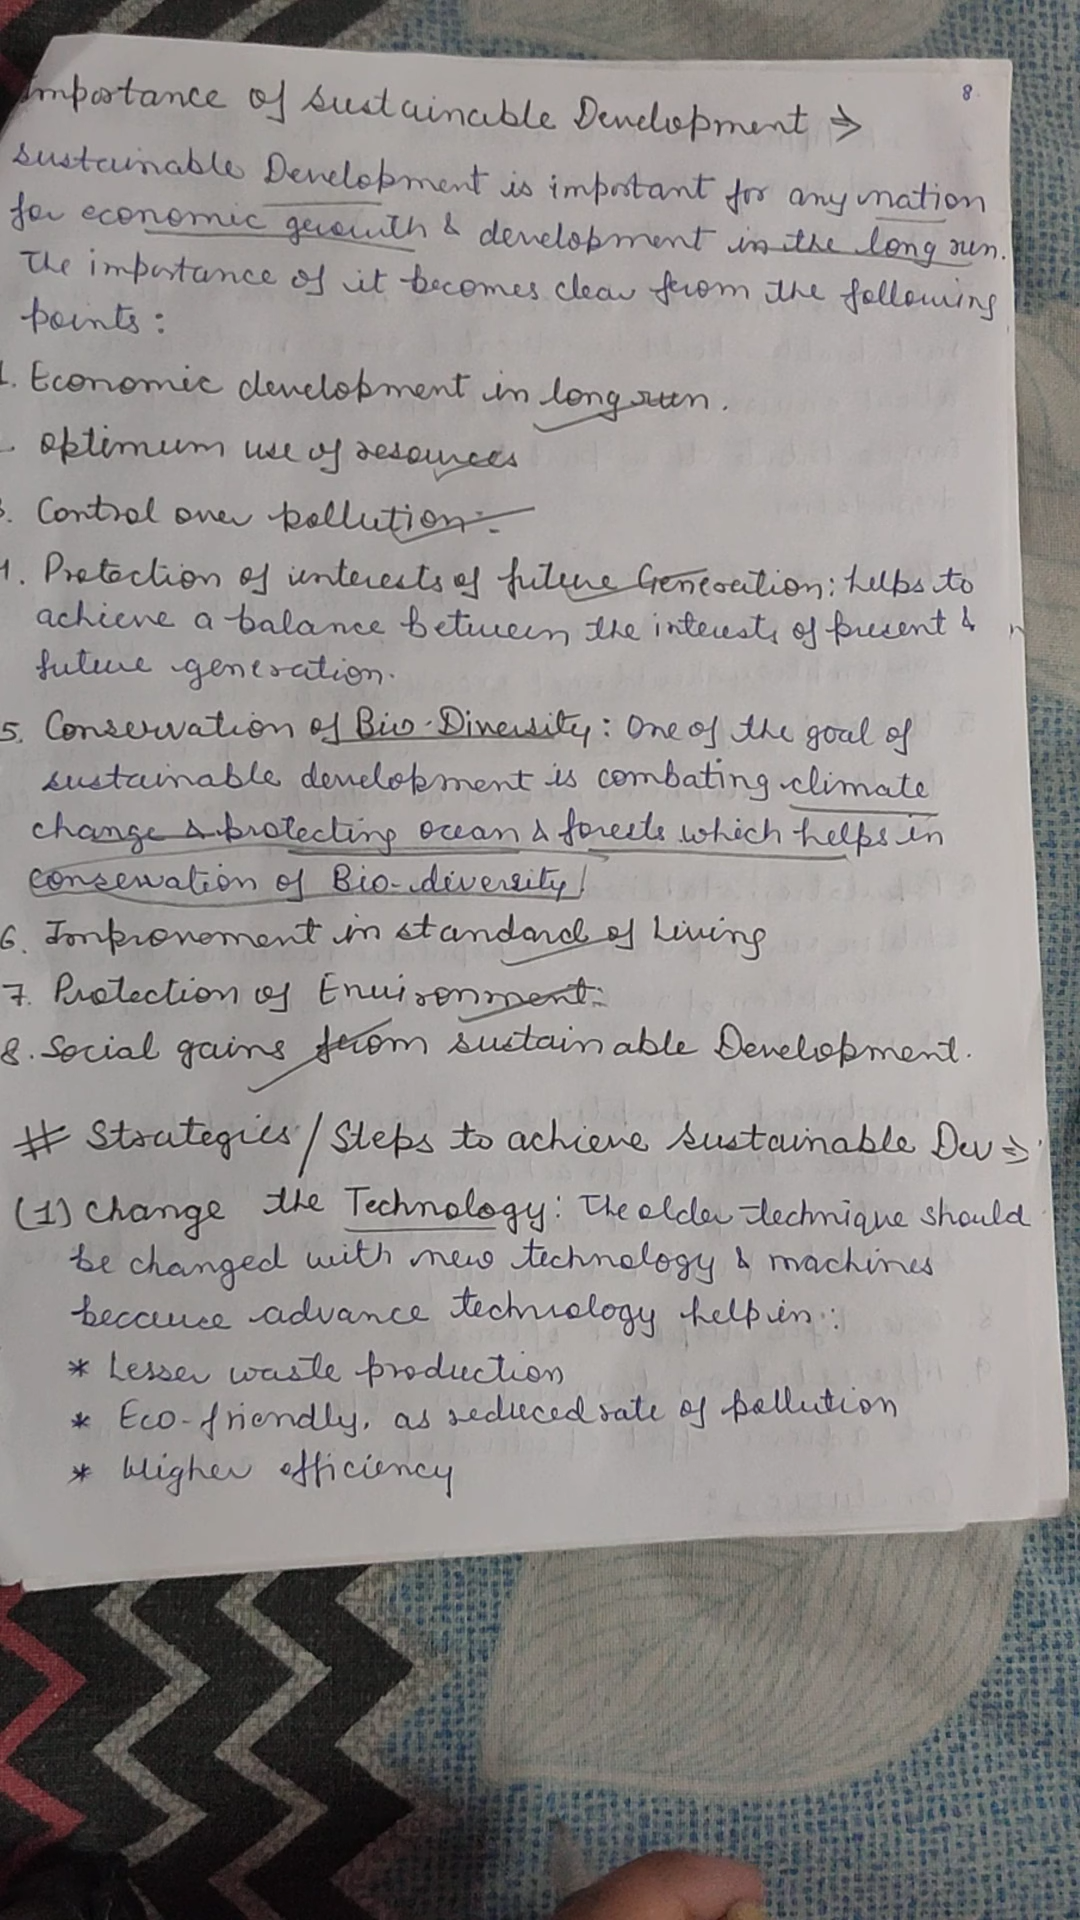 8.
Importance of Sustainable Development ⇒
Sustainable Development is important for any nation
for economic growth & development in the long run.
The importance of it becomes clear from the following
points:
1. Economic development in long run.
. optimum use of resources
3. Control over pollution:-
4. Protection of interests of future Generation: helps to
achieve a balance between the interests of present &
future generation.
5. Conservation of Bio-Diversity: One of the goal of
sustainable development is combating climate
change & protecting ocean & forests which helps in
conservation of Bio-diversity
6. Improvement in standard of Living
7. Protection of Environment:
8. Social gains from sustainable Development.
# Strategies / Steps to achieve sustainable Dev ⇒
(1) Change the Technology: The older technique should
be changed with new technology & machines
because advance technology help in:
* Lesser waste production
* Eco-friendly, as reduced rate of pollution
* Higher efficiency